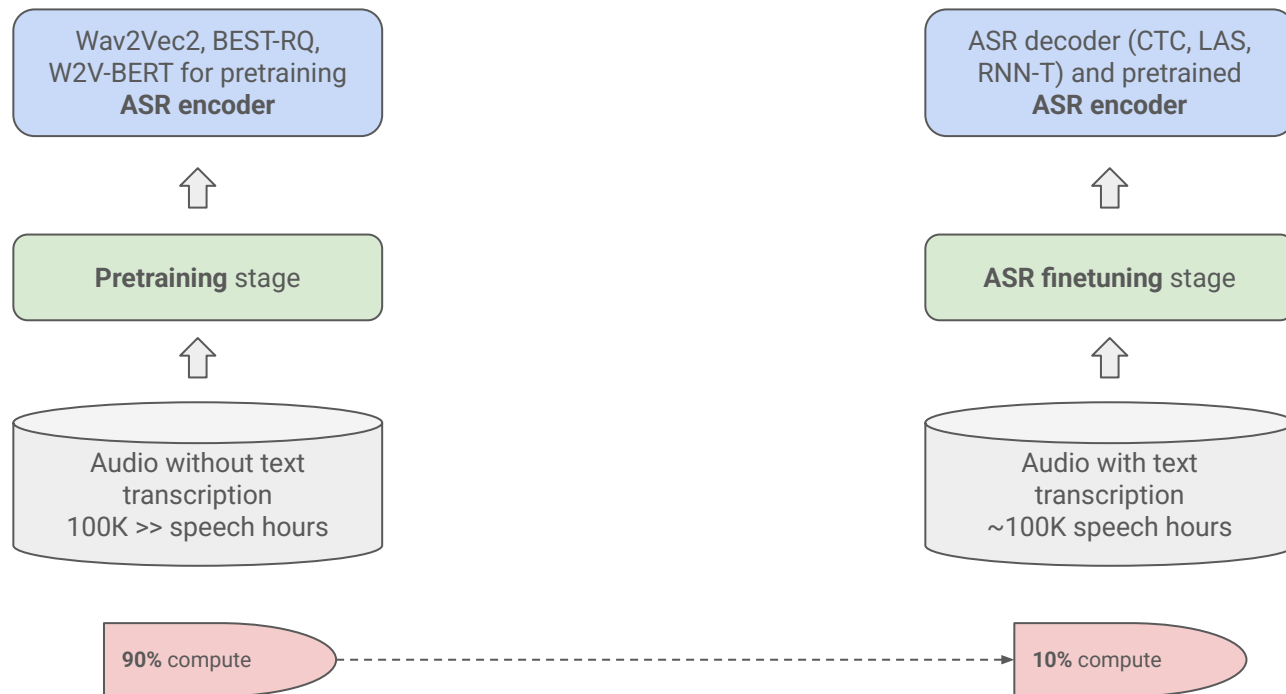 Wav2Vec2, BEST-RQ,
W2V-BERT for pretraining
ASR encoder
Pretraining stage
Audio without text
transcription
100K >> speech hours
90% compute
ASR decoder (CTC, LAS,
RNN-T) and pretrained
ASR encoder
ASR finetuning stage
Audio with text
transcription
~100K speech hours
10% compute